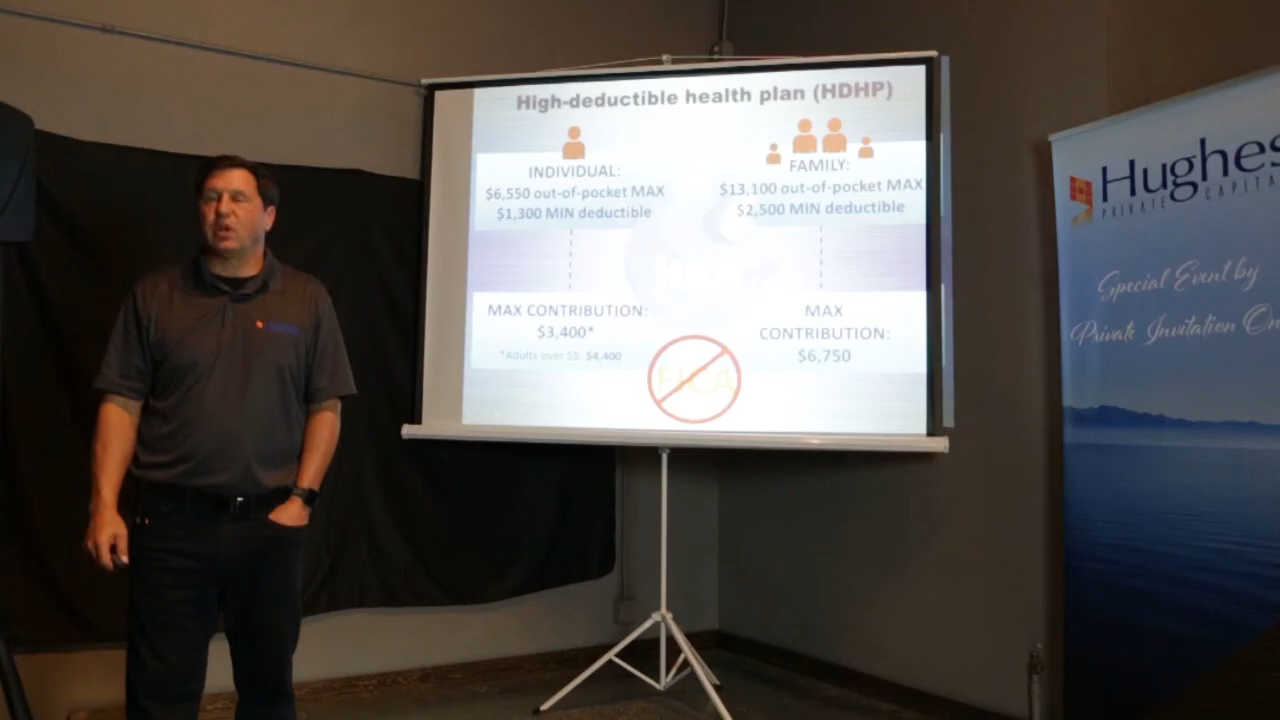 High-deductible health plan (HDHP)
INDIVIDUAL:
$6,550 out-of-pocket MAX
$1,300 MIN deductible
FAMILY:
$13,100 out-of-pocket MAX
$2,500 MIN deductible
MAX CONTRIBUTION:
$3,400*
*Adults over 55: $4,400
MAX
CONTRIBUTION:
$6,750
FICA
Hughes
PRIVATE CAPITA
Special Event by
Private Invitation On